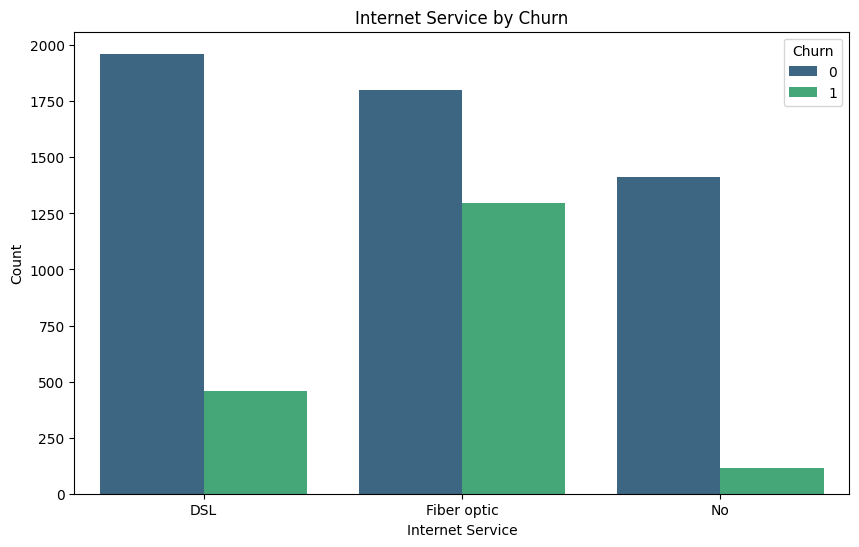 Internet Service by Churn
Churn
0
1
2000
1750
1500
1250
1000
750
500
250
0
Count
DSL
Fiber optic
No
Internet Service